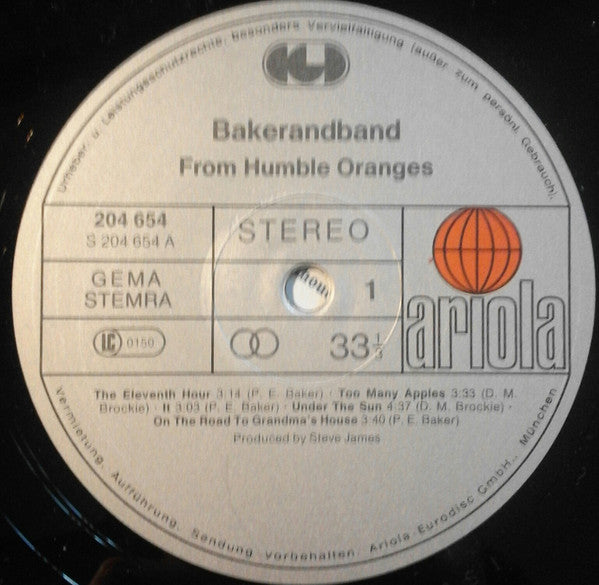 Urheber- u. Leistungsschutzrechte, besonders Vervielfältigung (außer zum persönl. Gebrauch),
Bakerandband
From Humble Oranges
204 654
S 204 654 A
STEREO
GEMA
STEMRA
1
LC 0150
33 1/3
ariola
The Eleventh Hour 3:14 (P. E. Baker) · Too Many Apples 3:33 (D. M.
Brockie) · It 3:03 (P. E. Baker) · Under The Sun 4:37 (D. M. Brockie) ·
On The Road To Grandma's House 3:40 (P. E. Baker)
Produced by Steve James
Vermietung, Aufführung, Sendung vorbehalten. Ariola Eurodisc GmbH., München